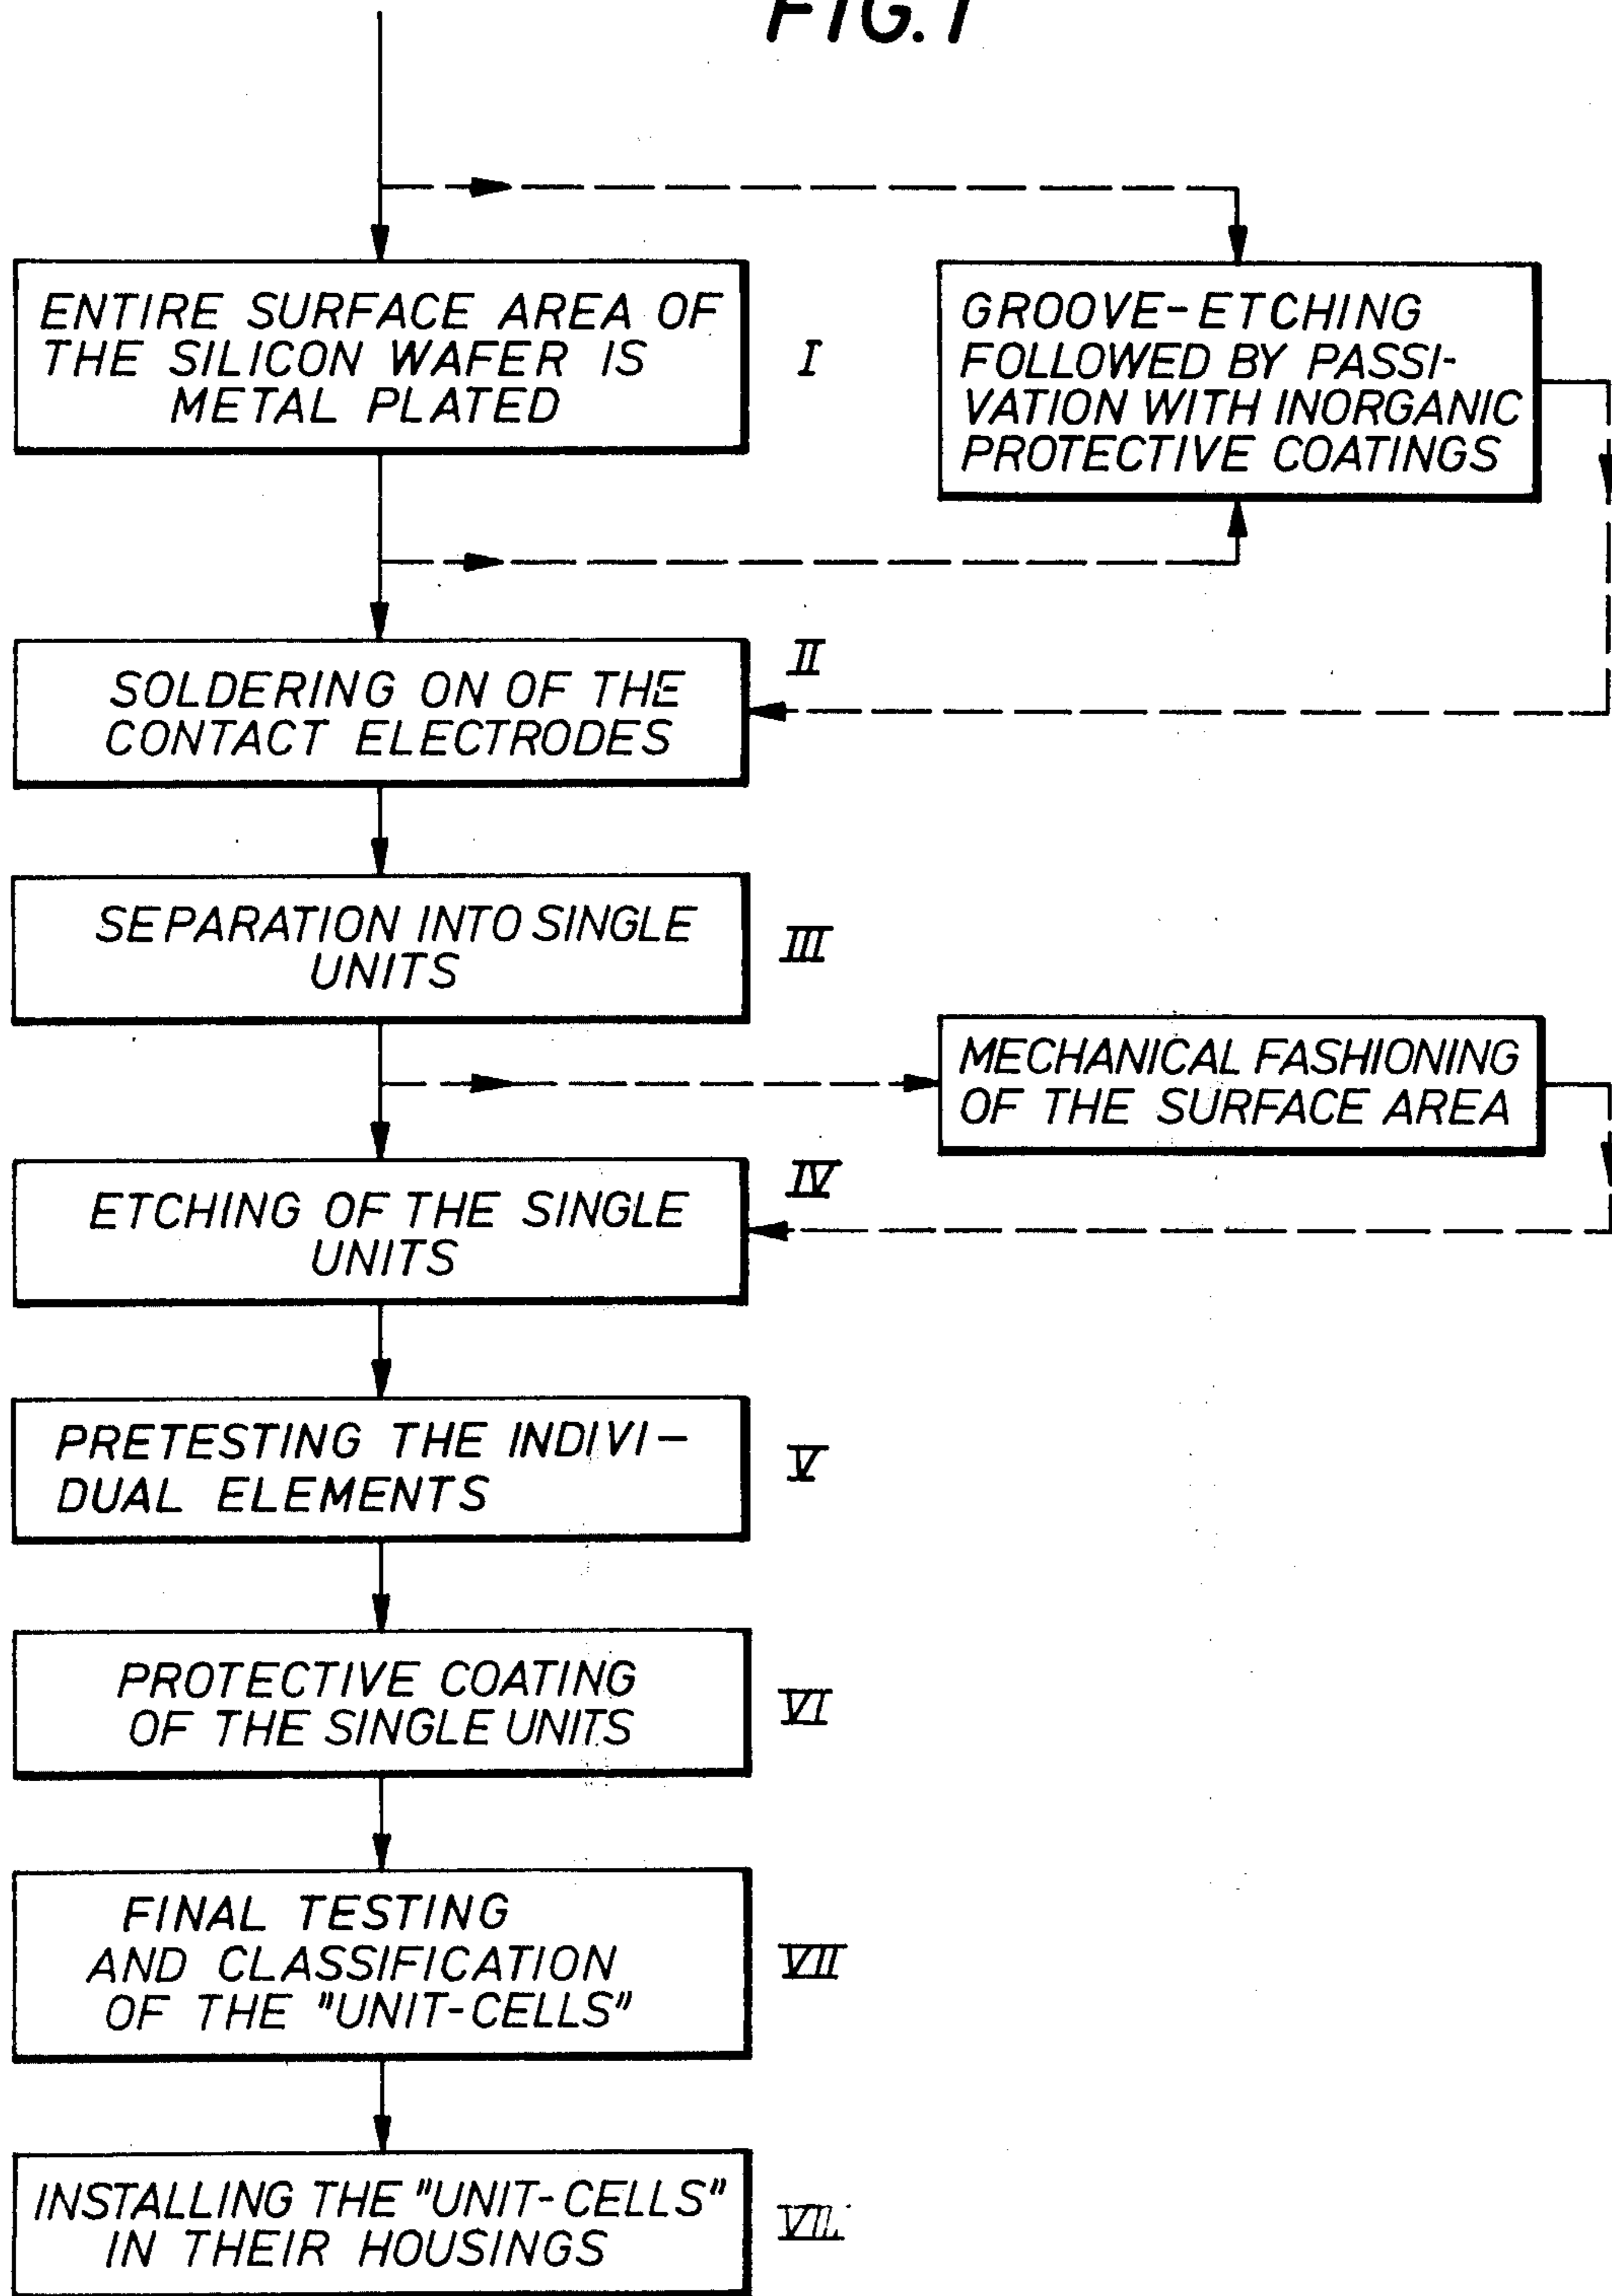 FIG. 1
ENTIRE SURFACE AREA OF
THE SILICON WAFER IS
METAL PLATED
I
GROOVE-ETCHING
FOLLOWED BY PASSI-
VATION WITH INORGANIC
PROTECTIVE COATINGS
II
SOLDERING ON OF THE
CONTACT ELECTRODES
SEPARATION INTO SINGLE
UNITS
III
MECHANICAL FASHIONING
OF THE SURFACE AREA
IV
ETCHING OF THE SINGLE
UNITS
PRETESTING THE INDIVI-
DUAL ELEMENTS
V
PROTECTIVE COATING
OF THE SINGLE UNITS
VI
FINAL TESTING
AND CLASSIFICATION
OF THE "UNIT-CELLS"
VII
INSTALLING THE "UNIT-CELLS"
IN THEIR HOUSINGS